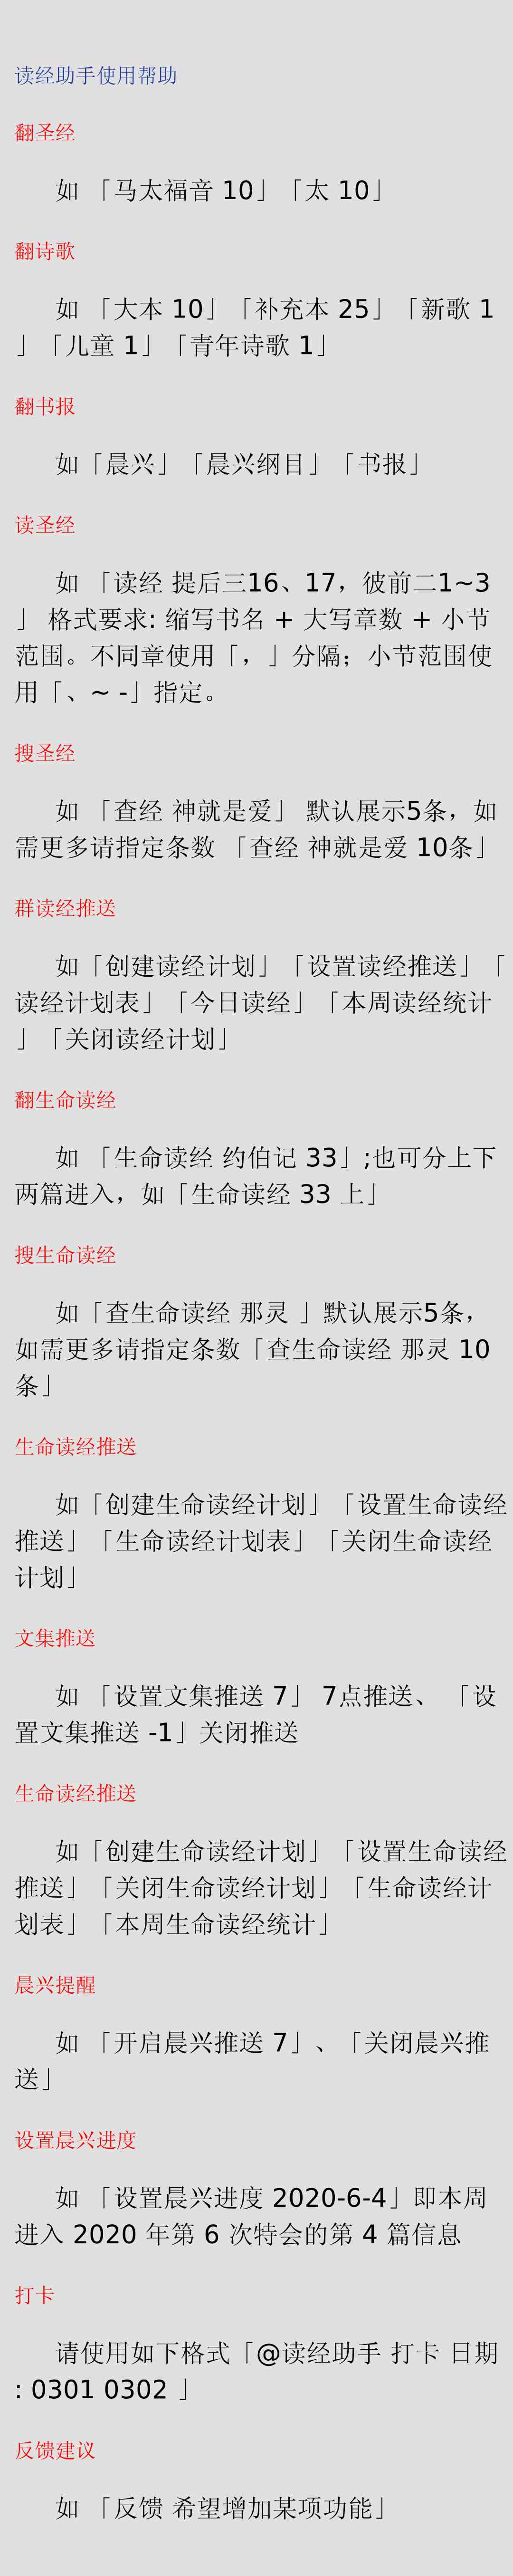 读经助手使用帮助
翻圣经
如 「马太福音 10」「太 10」
翻诗歌
如 「大本 10」「补充本 25」「新歌 1
」「儿童 1」「青年诗歌 1」
翻书报
如「晨兴」「晨兴纲目」「书报」
读圣经
如 「读经 提后三16、17，彼前二1~3
」 格式要求: 缩写书名 + 大写章数 + 小节
范围。不同章使用「，」分隔；小节范围使
用「、~ -」指定。
搜圣经
如 「查经 神就是爱」 默认展示5条，如
需更多请指定条数 「查经 神就是爱 10条」
群读经推送
如「创建读经计划」「设置读经推送」「
读经计划表」「今日读经」「本周读经统计
」「关闭读经计划」
翻生命读经
如 「生命读经 约伯记 33」;也可分上下
两篇进入，如「生命读经 33 上」
搜生命读经
如「查生命读经 那灵 」默认展示5条，
如需更多请指定条数「查生命读经 那灵 10
条」
生命读经推送
如「创建生命读经计划」「设置生命读经
推送」「生命读经计划表」「关闭生命读经
计划」
文集推送
如 「设置文集推送 7」 7点推送、 「设
置文集推送 -1」关闭推送
生命读经推送
如「创建生命读经计划」「设置生命读经
推送」「关闭生命读经计划」「生命读经计
划表」「本周生命读经统计」
晨兴提醒
如 「开启晨兴推送 7」、「关闭晨兴推
送」
设置晨兴进度
如 「设置晨兴进度 2020-6-4」即本周
进入 2020 年第 6 次特会的第 4 篇信息
打卡
请使用如下格式「@读经助手 打卡 日期
: 0301 0302 」
反馈建议
如 「反馈 希望增加某项功能」